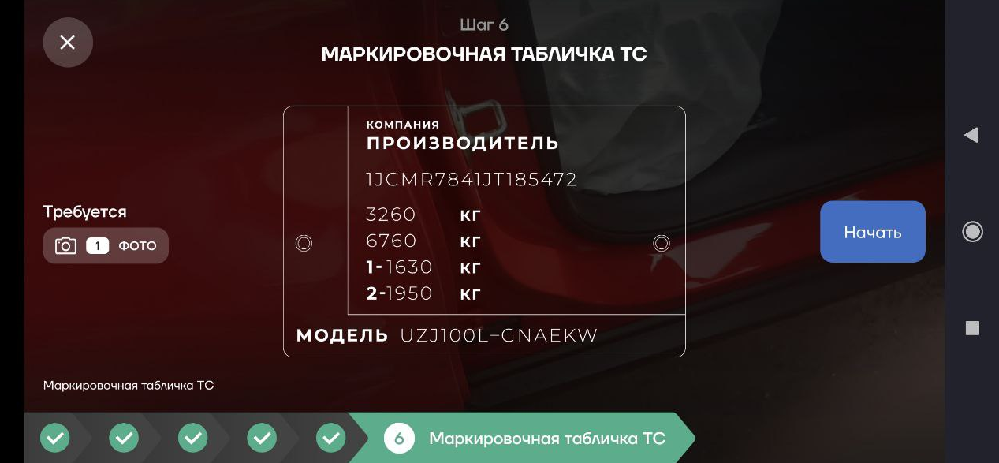 Шаг 6
МАРКИРОВОЧНАЯ ТАБЛИЧКА ТС
КОМПАНИЯ
ПРОИЗВОДИТЕЛЬ
1JCMR7841JT185472
3260 КГ
6760 КГ
1-1630 КГ
2-1950 КГ
МОДЕЛЬ UZJ100L–GNAEKW
Требуется
1 ФОТО
Начать
Маркировочная табличка ТС
6 Маркировочная табличка ТС